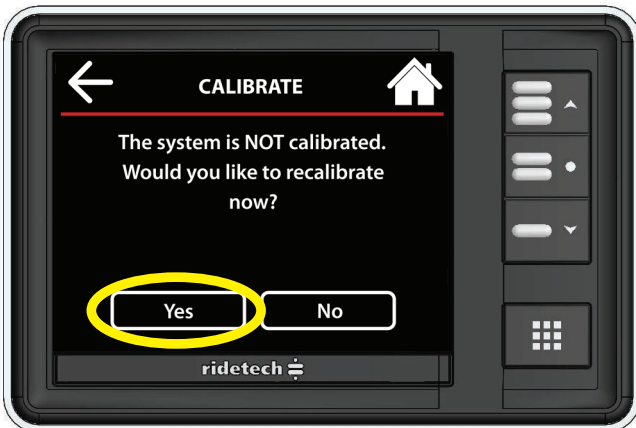 CALIBRATE
The system is NOT calibrated.
Would you like to recalibrate
now?
Yes No
ridetech